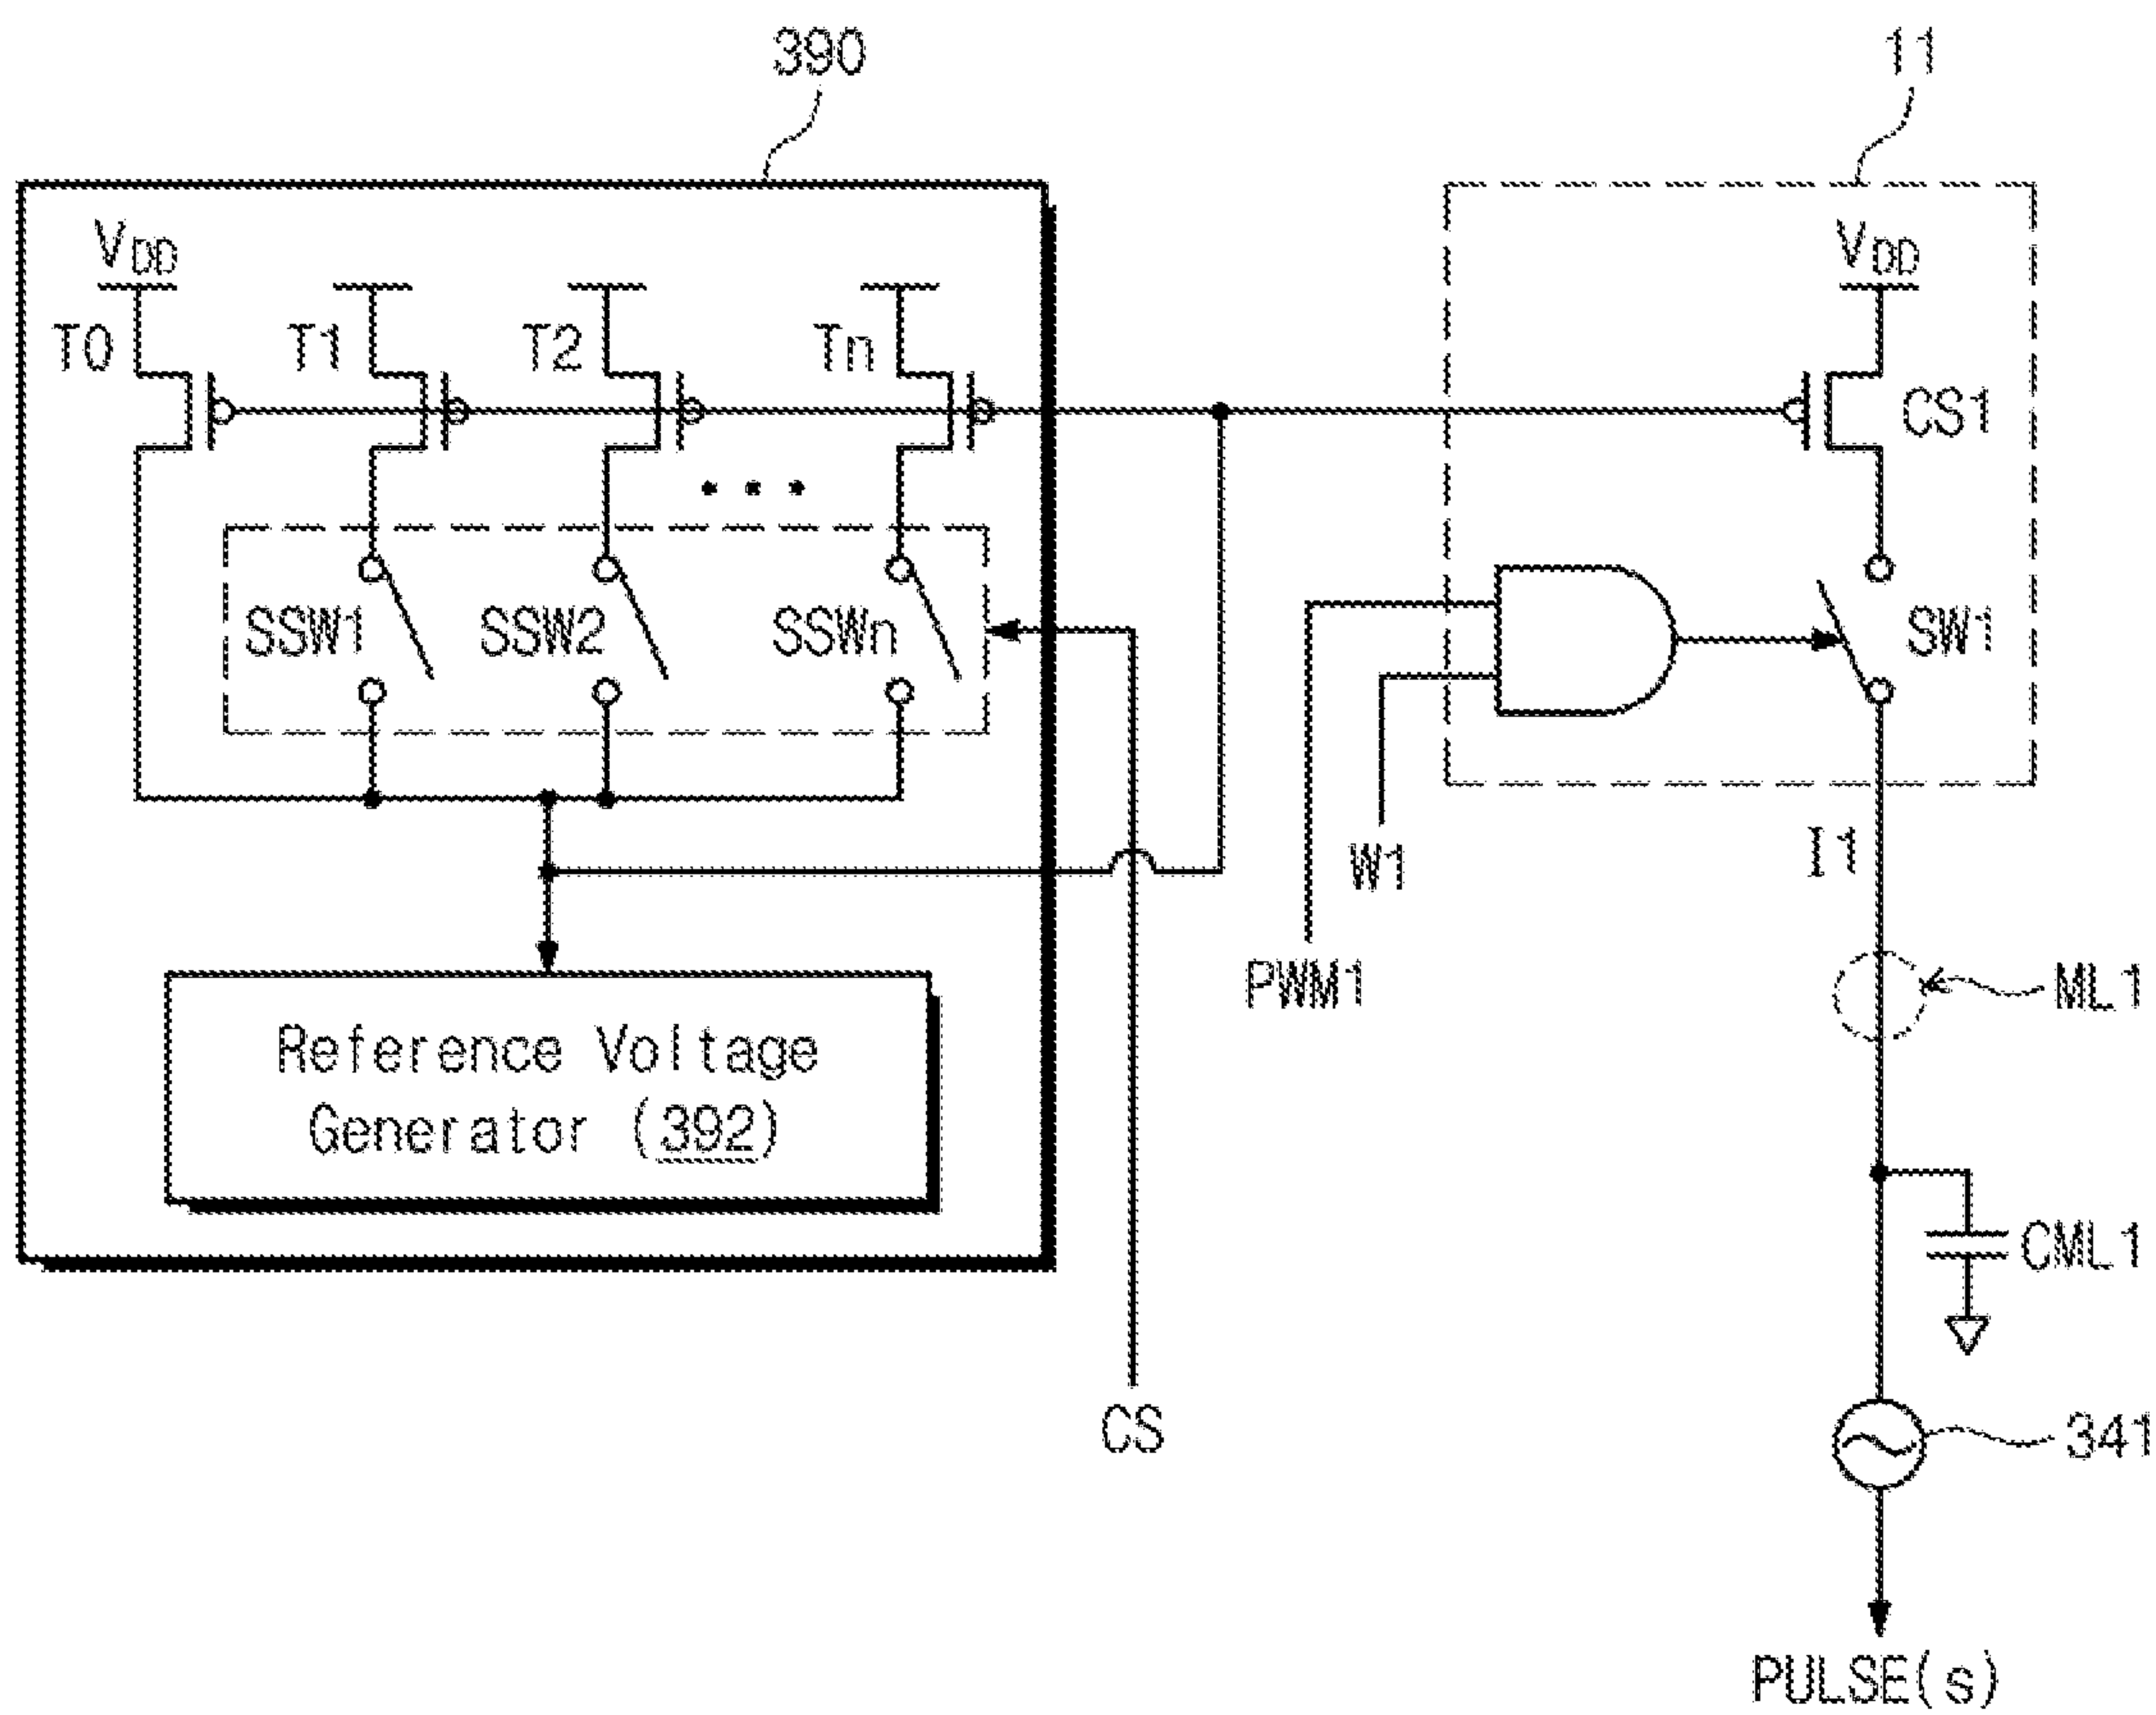 390
11
VDD
VDD
T0
T1
T2
Tn
CS1
SSW1
SSW2
SSWn
SW1
I1
W1
PWM1
ML1
Reference Voltage
Generator (392)
CML1
CS
341
PULSE(s)